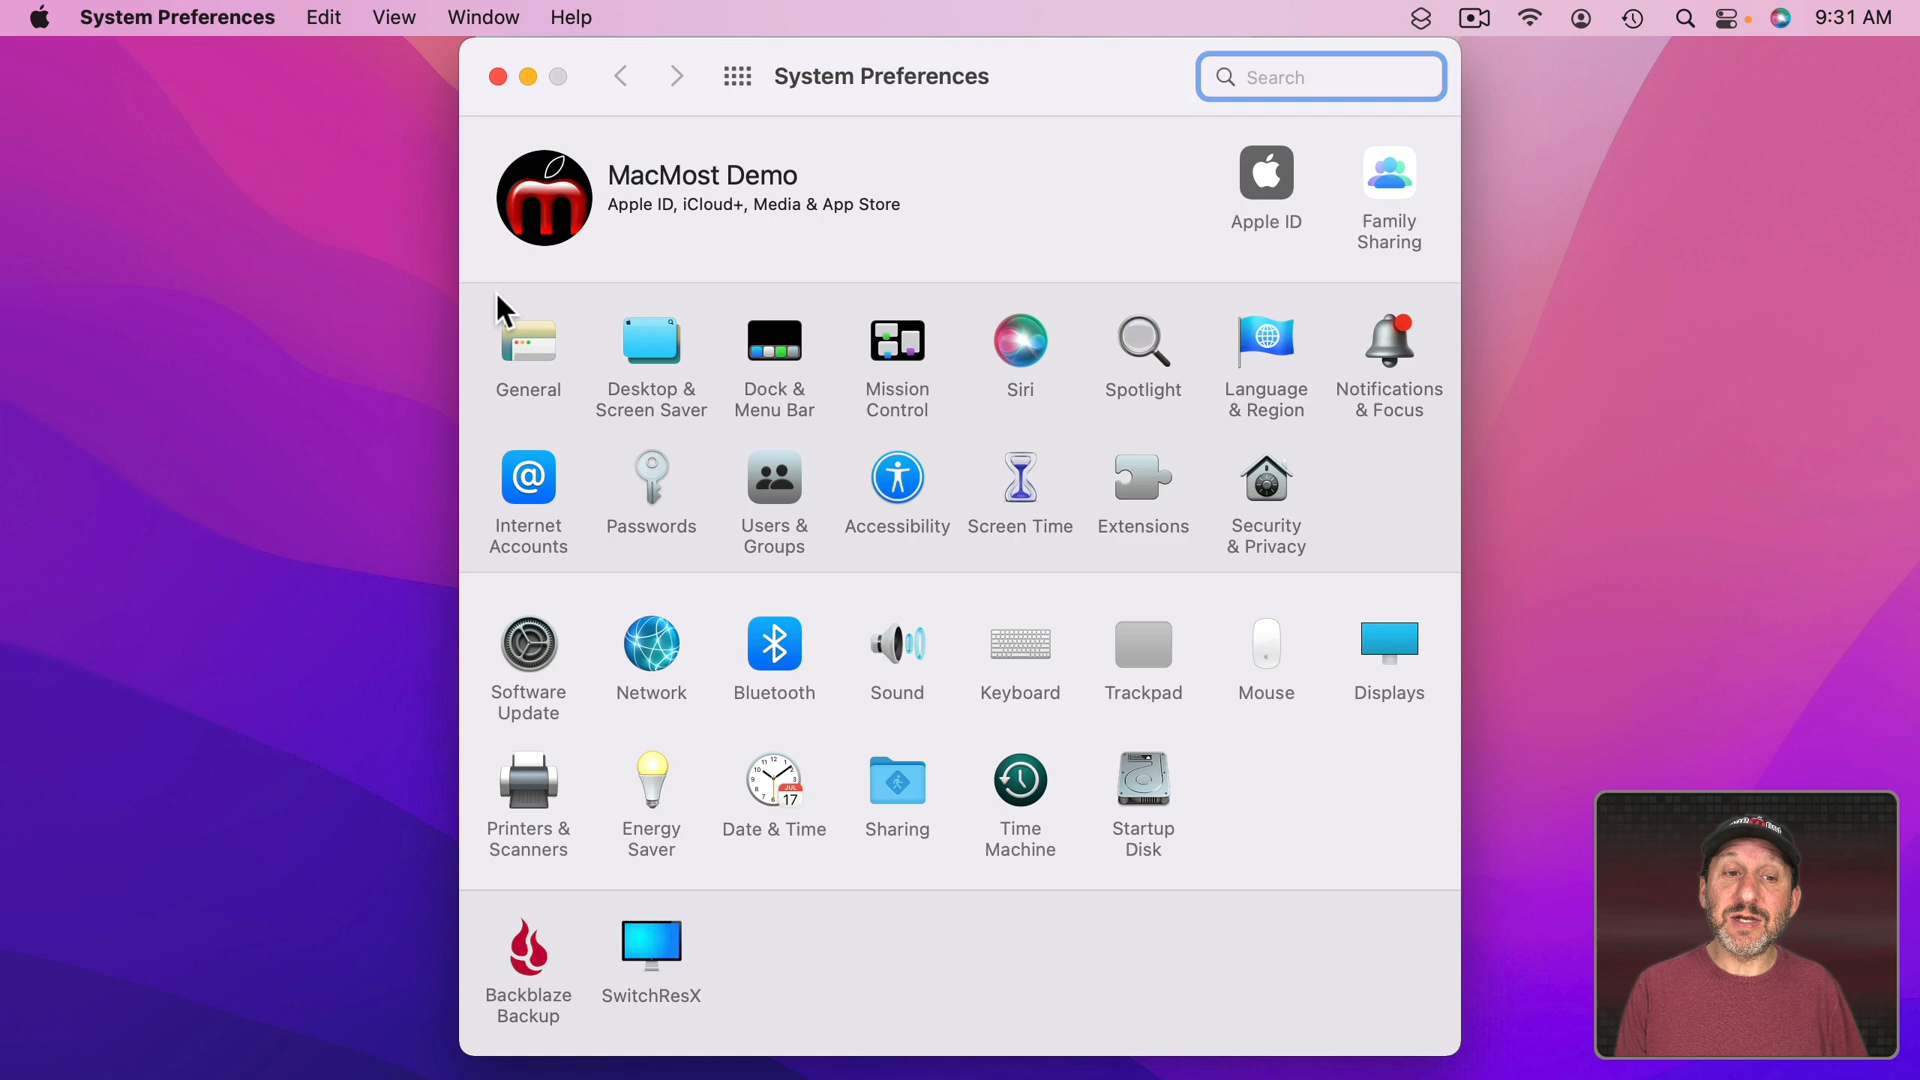 System Preferences Edit View Window Help 9:31 AM
System Preferences Search
MacMost Demo
Apple ID, iCloud+, Media & App Store
Apple ID
Family
Sharing
General
Desktop &
Screen Saver
Dock &
Menu Bar
Mission
Control
Siri
Spotlight
Language
& Region
Notifications
& Focus
Internet
Accounts
Passwords
Users &
Groups
Accessibility
Screen Time
Extensions
Security
& Privacy
Software
Update
Network
Bluetooth
Sound
Keyboard
Trackpad
Mouse
Displays
Printers &
Scanners
Energy
Saver
JUL
17
Date & Time
Sharing
Time
Machine
Startup
Disk
Backblaze
Backup
SwitchResX